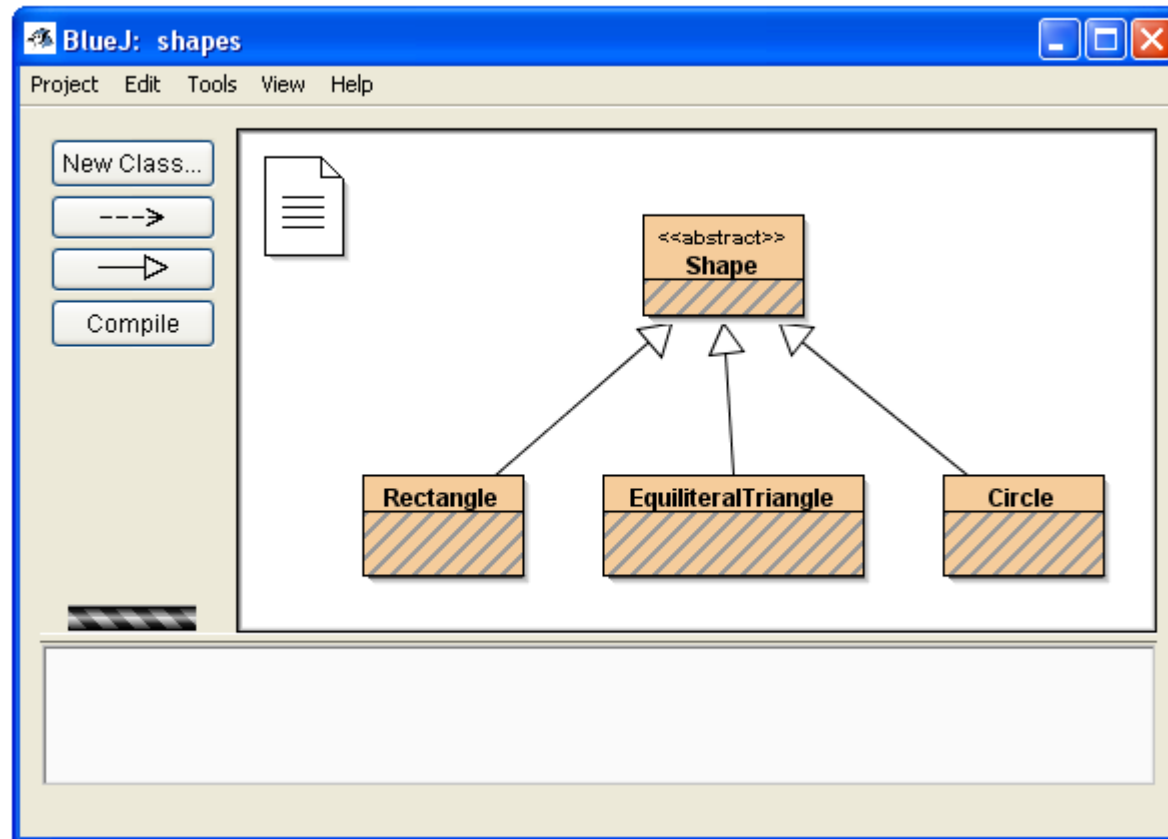 BlueJ: shapes
Project Edit Tools View Help
New Class...
Compile
<<abstract>>
Shape
Rectangle
EquiliteralTriangle
Circle